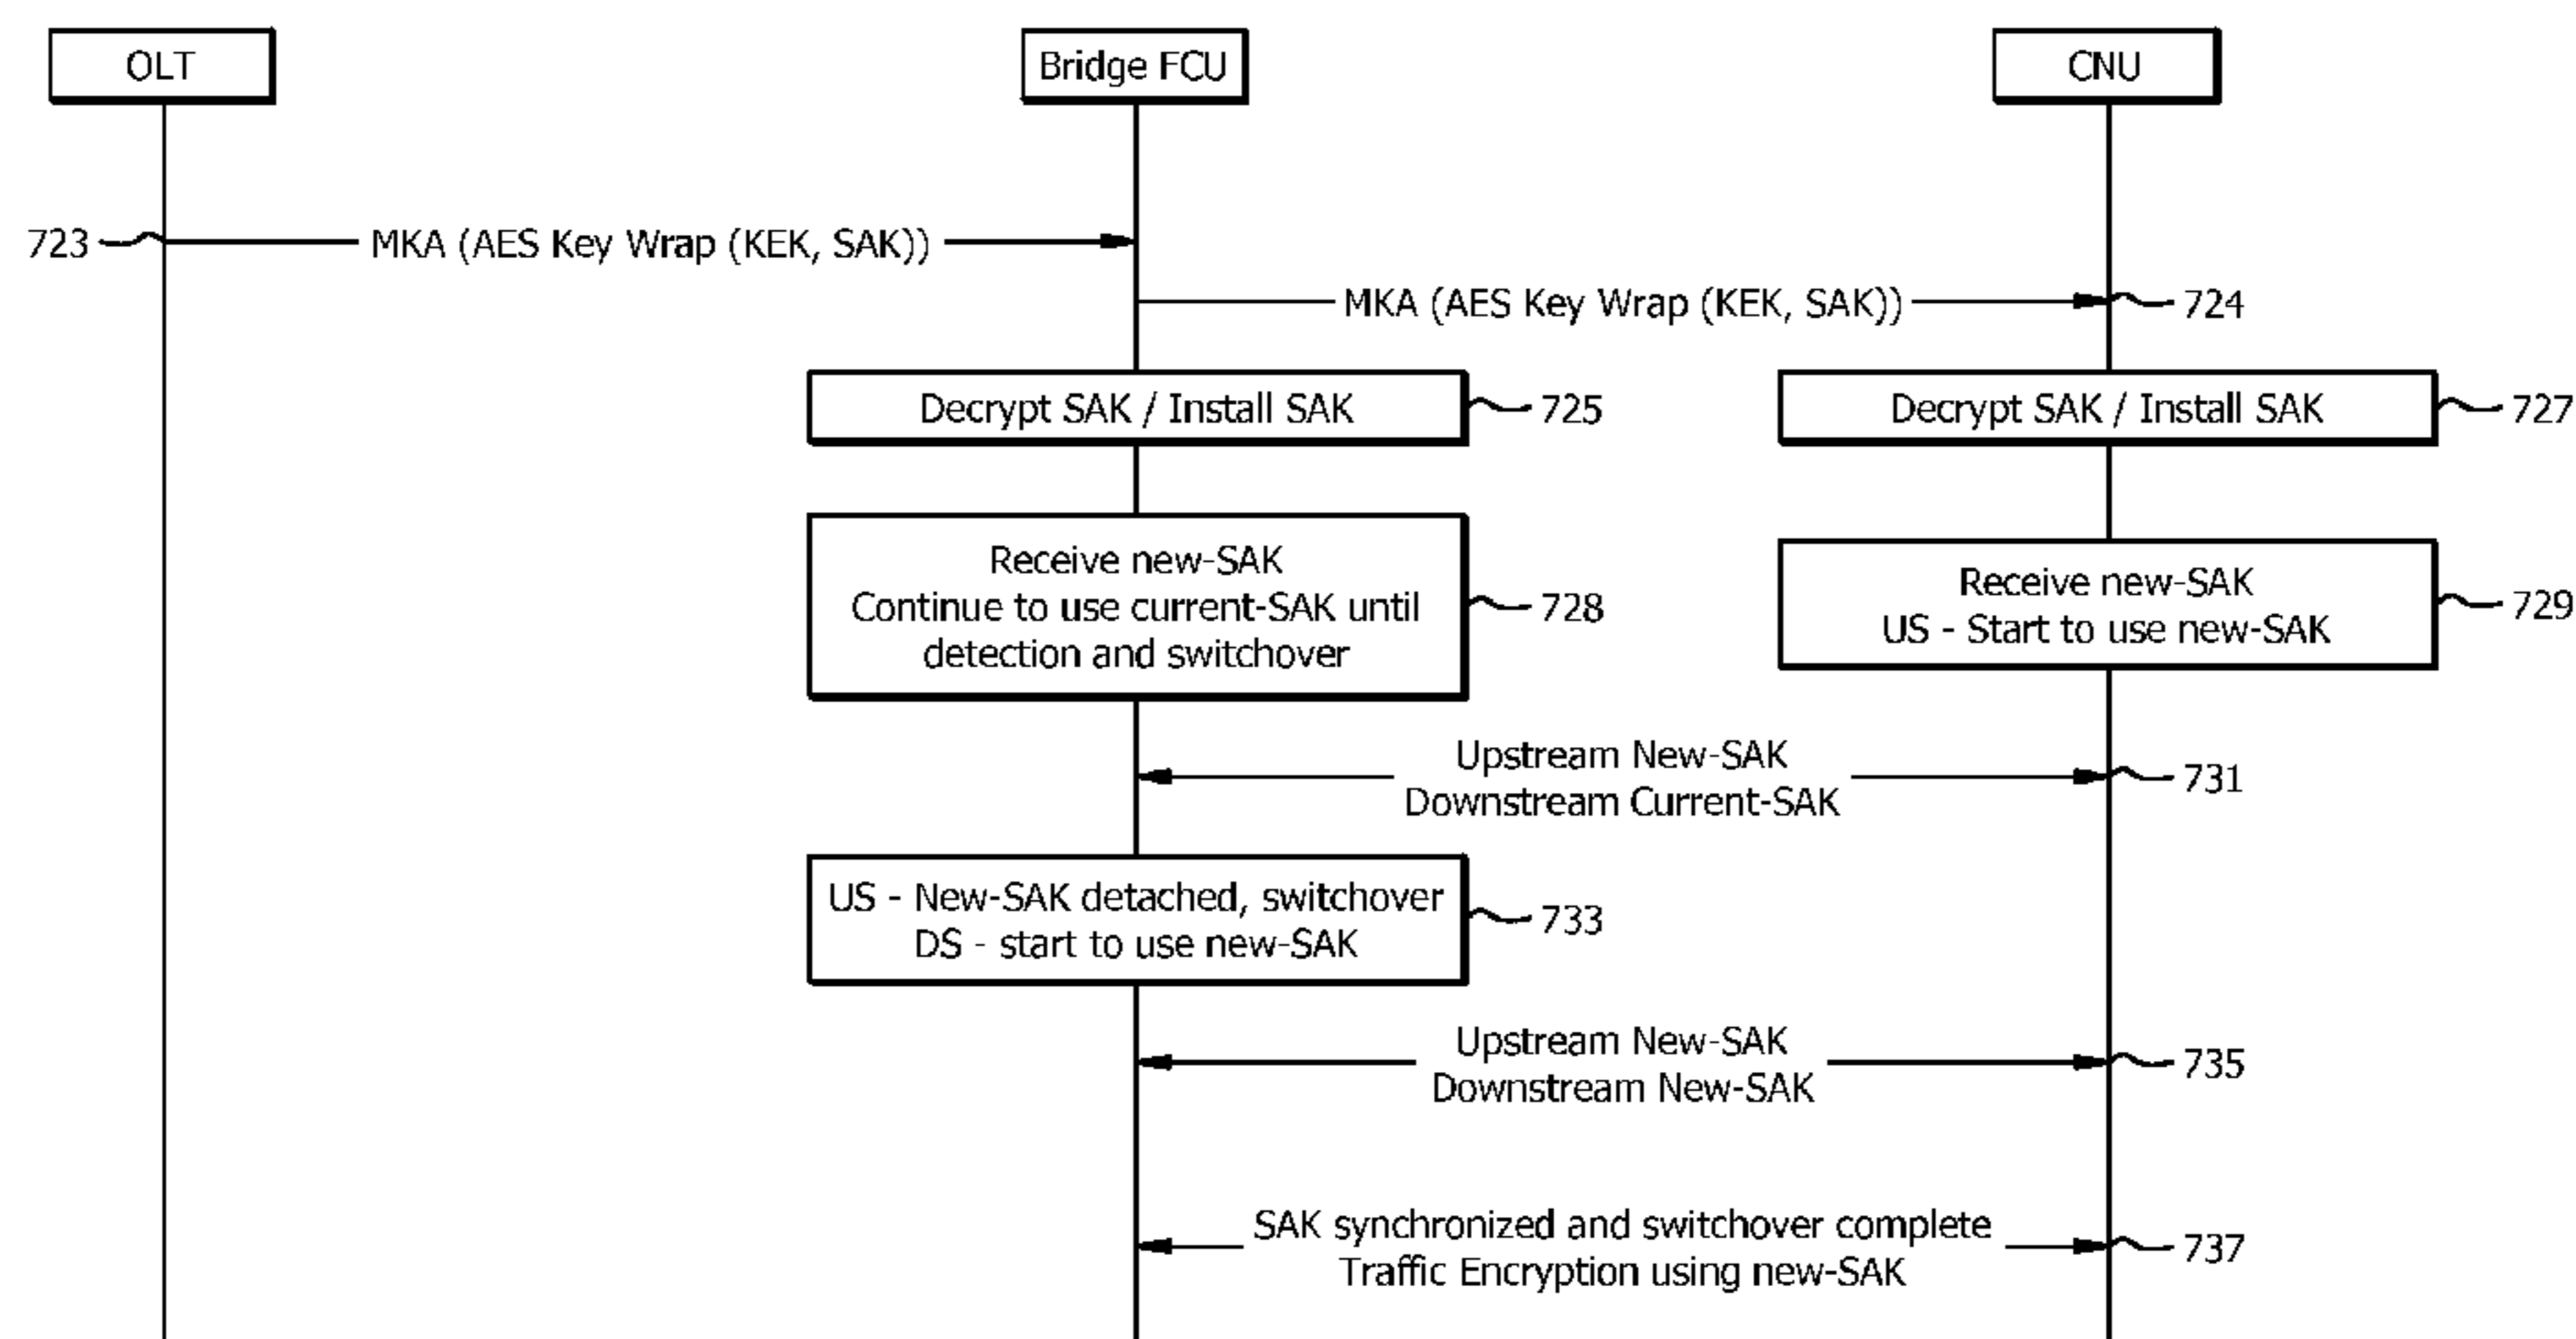 OLT
Bridge FCU
CNU
723
MKA (AES Key Wrap (KEK, SAK))
MKA (AES Key Wrap (KEK, SAK))
724
Decrypt SAK / Install SAK
725
Decrypt SAK / Install SAK
727
Receive new-SAK
Continue to use current-SAK until
detection and switchover
728
Receive new-SAK
US - Start to use new-SAK
729
Upstream New-SAK
Downstream Current-SAK
731
US - New-SAK detached, switchover
DS - start to use new-SAK
733
Upstream New-SAK
Downstream New-SAK
735
SAK synchronized and switchover complete
Traffic Encryption using new-SAK
737